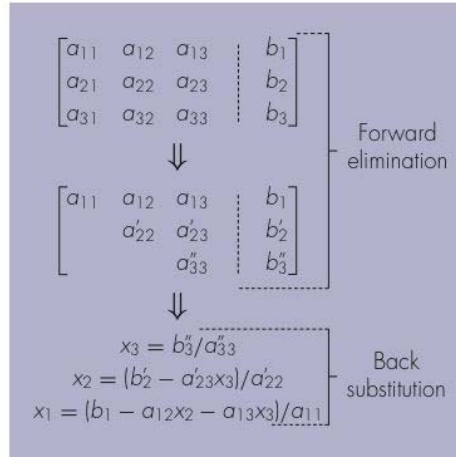 a₁₁ a₁₂ a₁₃ b₁
a₂₁ a₂₂ a₂₃ b₂
a₃₁ a₃₂ a₃₃ b₃
⇓
Forward
elimination
a₁₁ a₁₂ a₁₃ b₁
a′₂₂ a′₂₃ b′₂
a″₃₃ b″₃
⇓
x₃ = b″₃/a″₃₃
x₂ = (b′₂ − a′₂₃x₃)/a′₂₂
x₁ = (b₁ − a₁₂x₂ − a₁₃x₃)/a₁₁
Back
substitution